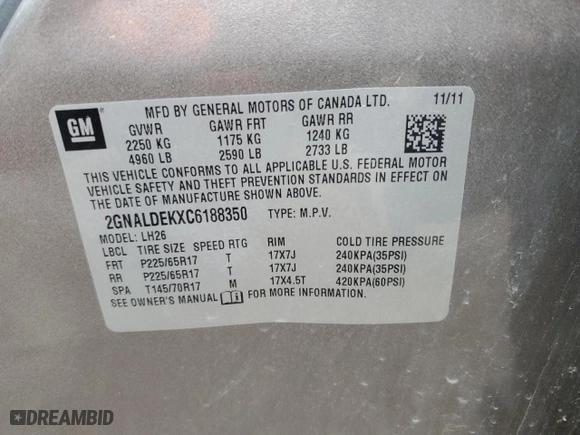 MFD BY GENERAL MOTORS OF CANADA LTD. 11/11
GM
GVWR GAWR FRT GAWR RR
2250 KG 1175 KG 1240 KG
4960 LB 2590 LB 2733 LB
THIS VEHICLE CONFORMS TO ALL APPLICABLE U.S. FEDERAL MOTOR
VEHICLE SAFETY AND THEFT PREVENTION STANDARDS IN EFFECT ON
THE DATE OF MANUFACTURE SHOWN ABOVE.
2GNALDEKXC6188350 TYPE: M.P.V.
MODEL: LH26
LBCL TIRE SIZE SPEED RTG RIM COLD TIRE PRESSURE
FRT P225/65R17 T 17X7J 240KPA(35PSI)
RR P225/65R17 T 17X7J 240KPA(35PSI)
SPA T145/70R17 M 17X4.5T 420KPA(60PSI)
SEE OWNER'S MANUAL i FOR MORE INFORMATION.
DREAMBID